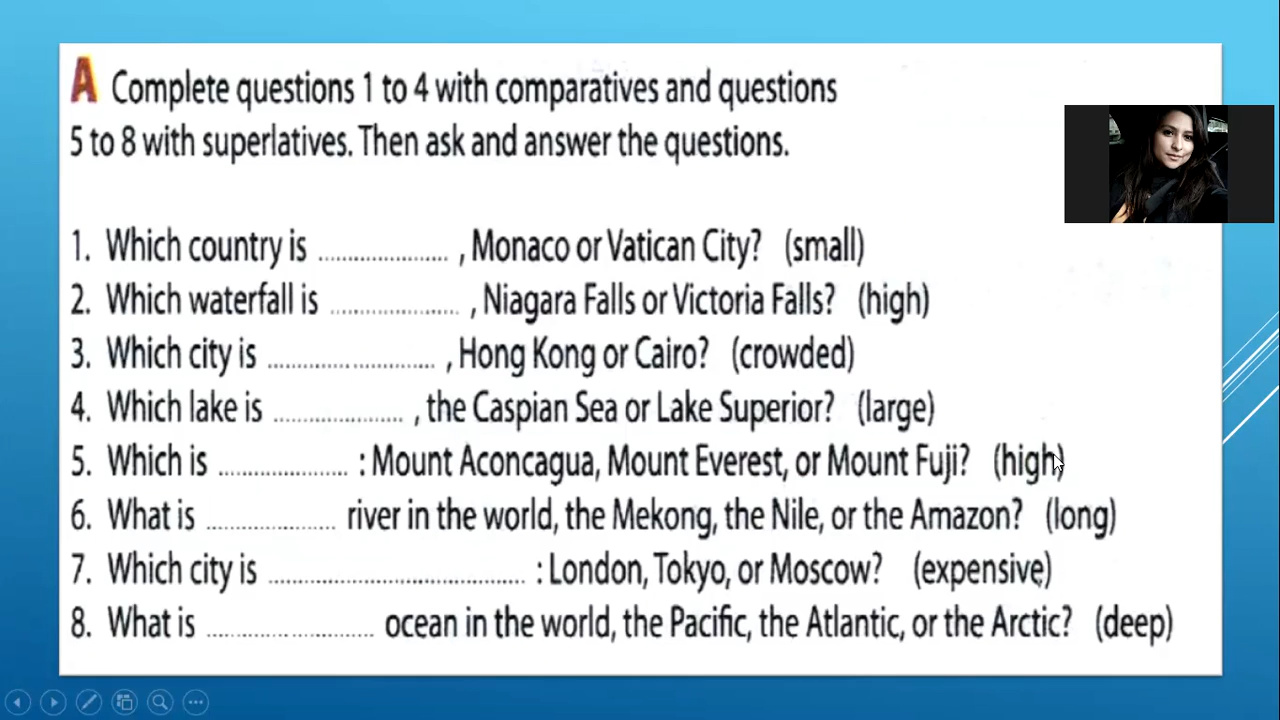 A Complete questions 1 to 4 with comparatives and questions
5 to 8 with superlatives. Then ask and answer the questions.
1. Which country is ...................... , Monaco or Vatican City? (small)
2. Which waterfall is ...................... , Niagara Falls or Victoria Falls? (high)
3. Which city is ............................ , Hong Kong or Cairo? (crowded)
4. Which lake is ...................... , the Caspian Sea or Lake Superior? (large)
5. Which is ...................... : Mount Aconcagua, Mount Everest, or Mount Fuji? (high)
6. What is ...................... river in the world, the Mekong, the Nile, or the Amazon? (long)
7. Which city is ............................................ : London, Tokyo, or Moscow? (expensive)
8. What is ............................ ocean in the world, the Pacific, the Atlantic, or the Arctic? (deep)